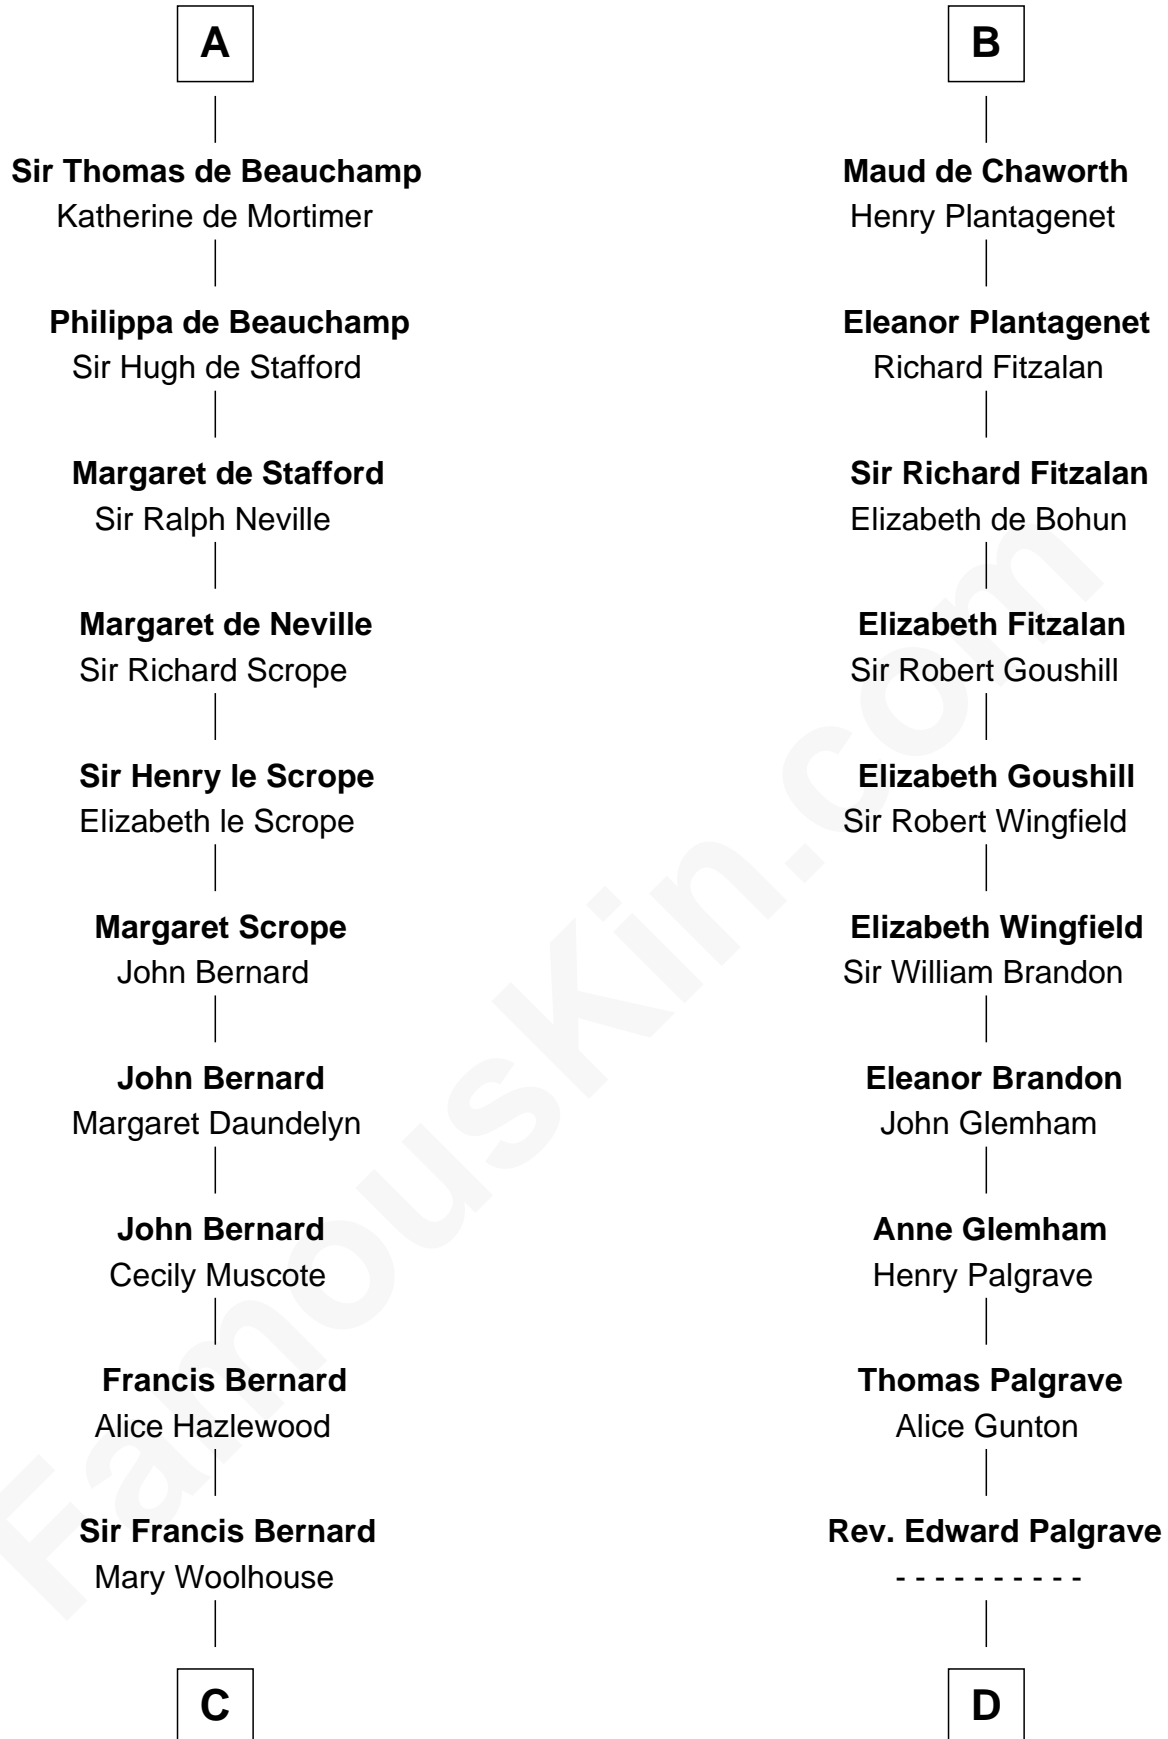 A
Sir Thomas de Beauchamp
Katherine de Mortimer
Philippa de Beauchamp
Sir Hugh de Stafford
Margaret de Stafford
Sir Ralph Neville
Margaret de Neville
Sir Richard Scrope
Sir Henry le Scrope
Elizabeth le Scrope
Margaret Scrope
John Bernard
John Bernard
Margaret Daundelyn
John Bernard
Cecily Muscote
Francis Bernard
Alice Hazlewood
Sir Francis Bernard
Mary Woolhouse
C
B
Maud de Chaworth
Henry Plantagenet
Eleanor Plantagenet
Richard Fitzalan
Sir Richard Fitzalan
Elizabeth de Bohun
Elizabeth Fitzalan
Sir Robert Goushill
Elizabeth Goushill
Sir Robert Wingfield
Elizabeth Wingfield
Sir William Brandon
Eleanor Brandon
John Glemham
Anne Glemham
Henry Palgrave
Thomas Palgrave
Alice Gunton
Rev. Edward Palgrave
- - - - - - - - - -
D
FamousKin.com